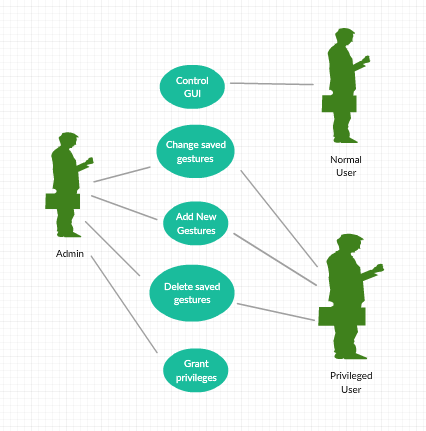 Control
GUI
Change saved
gestures
Normal
User
Add New
Gestures
Admin
Delete saved
gestures
Grant
privileges
Privileged
User